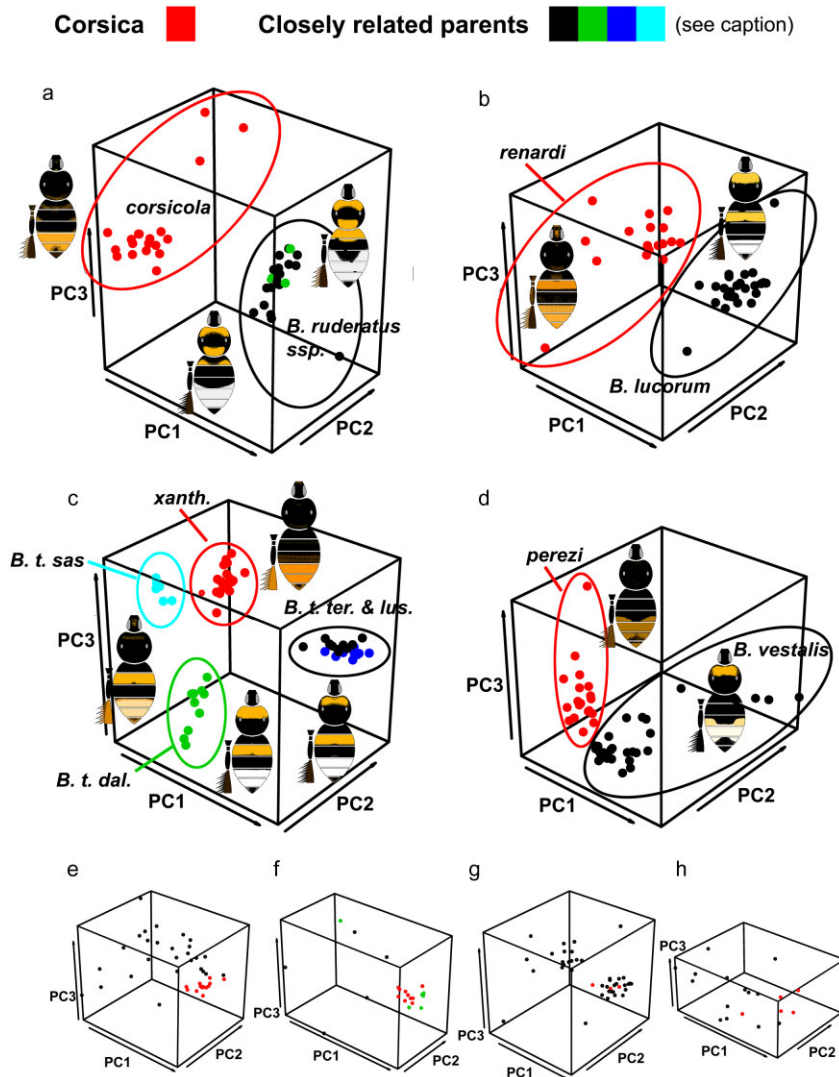 Corsica Closely related parents (see caption)
a
corsicola
PC3
B. ruderatus
ssp.
PC1
PC2
b
renardi
PC3
B. lucorum
PC1
PC2
c
xanth.
B. t. sas
B. t. ter. & lus.
PC3
B. t. dal.
PC1
PC2
d
perezi
B. vestalis
PC3
PC1
PC2
e
PC3
PC1
PC2
f
PC3
PC1
PC2
g
PC3
PC1
PC2
h
PC3
PC1
PC2